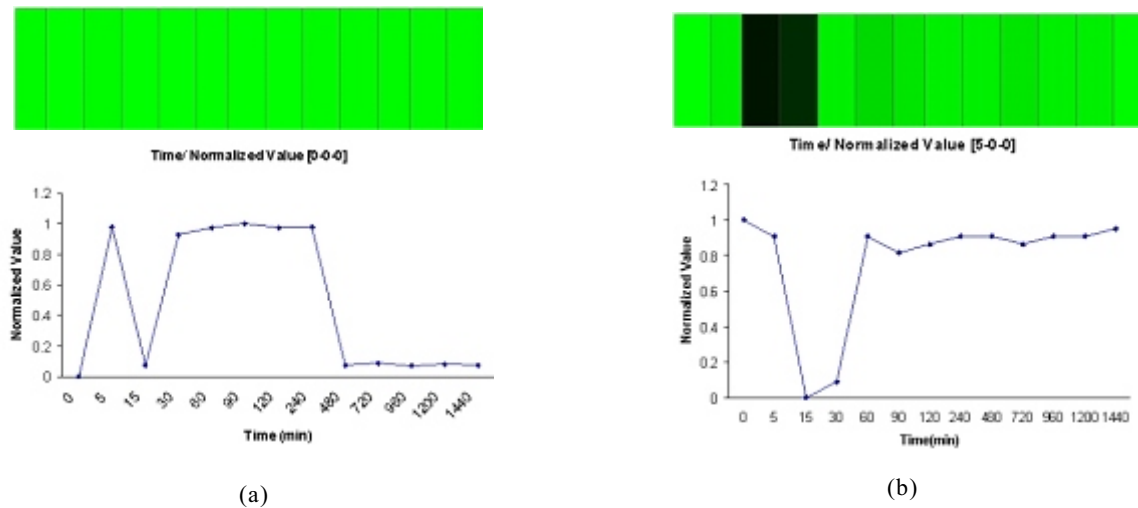 Time/ Normalized Value [0-0-0]
1.2
1
0.8
0.6
0.4
0.2
0
Normalized Value
0 5 15 30 60 90 120 240 480 720 980 1200 1440
Time (min)
(a)
Time/ Normalized Value [5-0-0]
1.2
1
0.8
0.6
0.4
0.2
0
Normalized Value
0 5 15 30 60 90 120 240 480 720 960 1200 1440
Time(min)
(b)